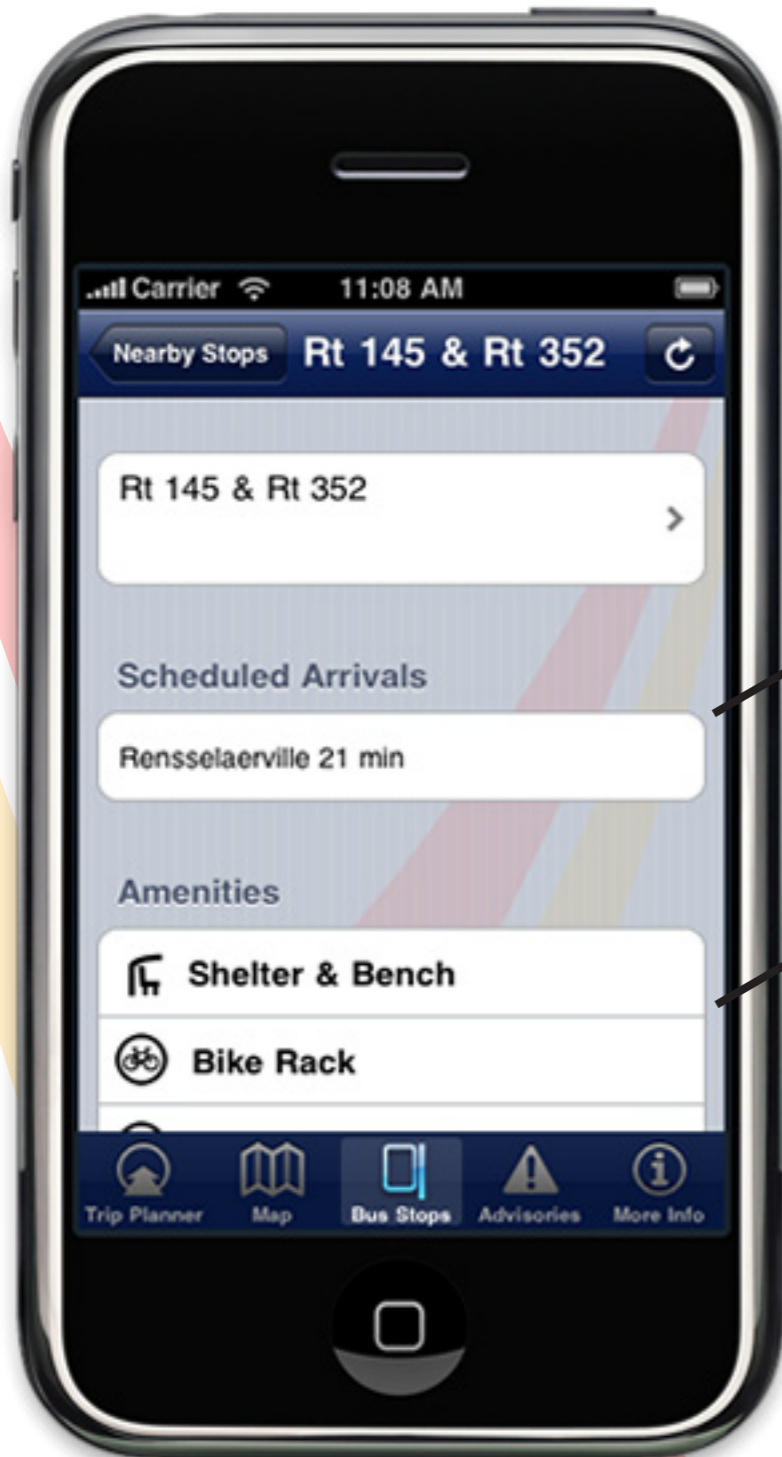 Carrier 11:08 AM
Nearby Stops Rt 145 & Rt 352
Rt 145 & Rt 352
Scheduled Arrivals
Rensselaerville 21 min
Amenities
Shelter & Bench
Bike Rack
Trip Planner Map Bus Stops Advisories More Info